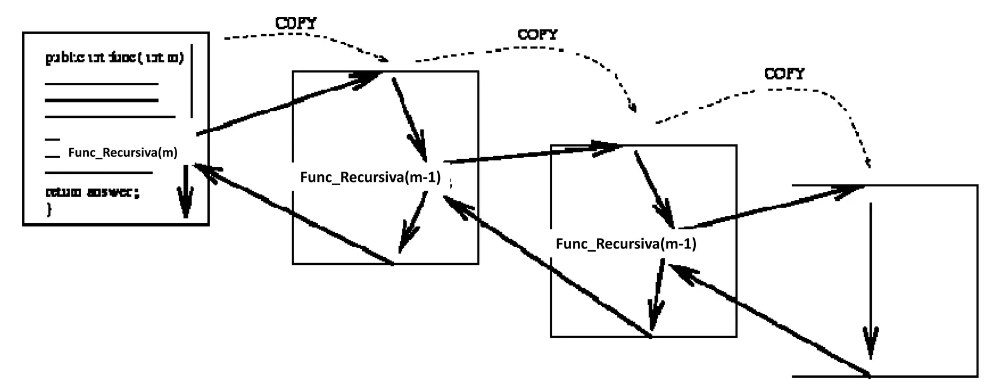 COPY
COPY
COPY
public int func( int m)
Func_Recursiva(m)
return answer;
}
Func_Recursiva(m-1)
;
Func_Recursiva(m-1)